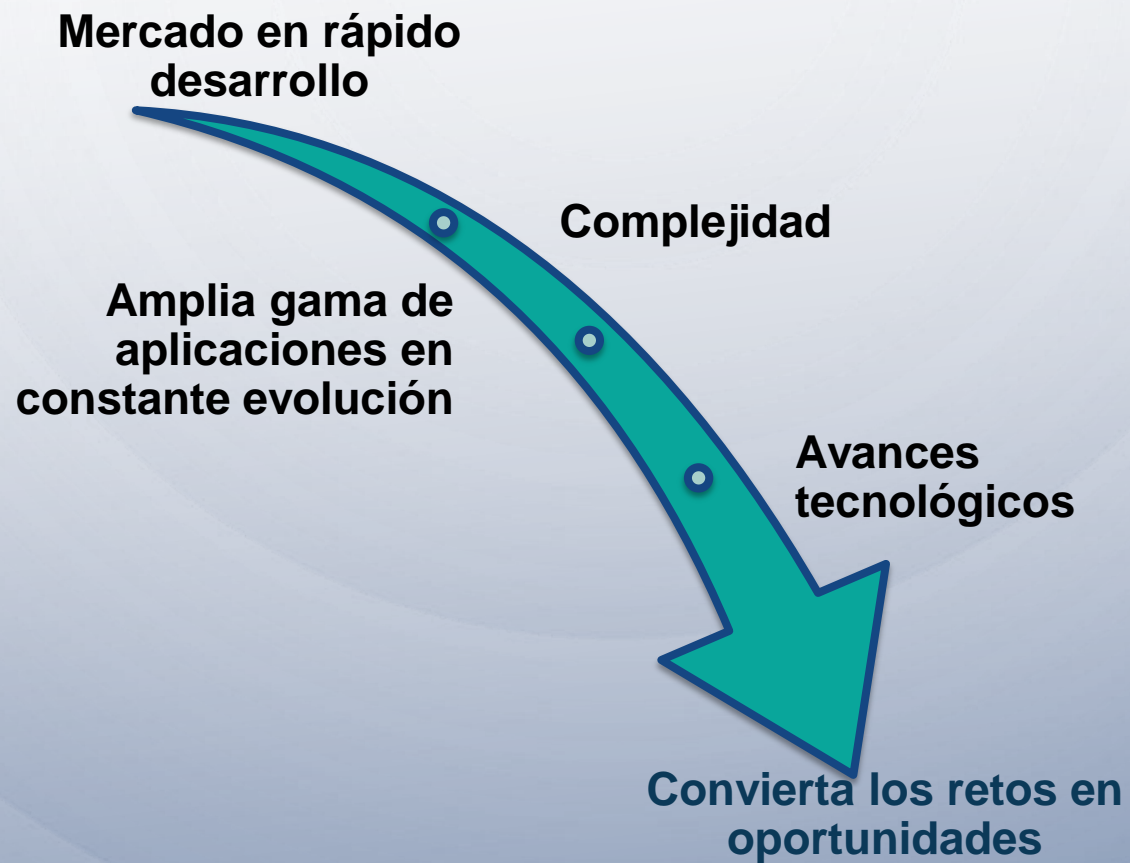 Mercado en rápido
desarrollo
Complejidad
Amplia gama de
aplicaciones en
constante evolución
Avances
tecnológicos
Convierta los retos en
oportunidades